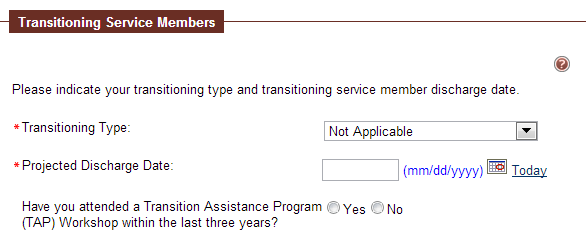 Transitioning Service Members
?
Please indicate your transitioning type and transitioning service member discharge date.
* Transitioning Type: Not Applicable
* Projected Discharge Date: (mm/dd/yyyy) Today
Have you attended a Transition Assistance Program Yes No
(TAP) Workshop within the last three years?